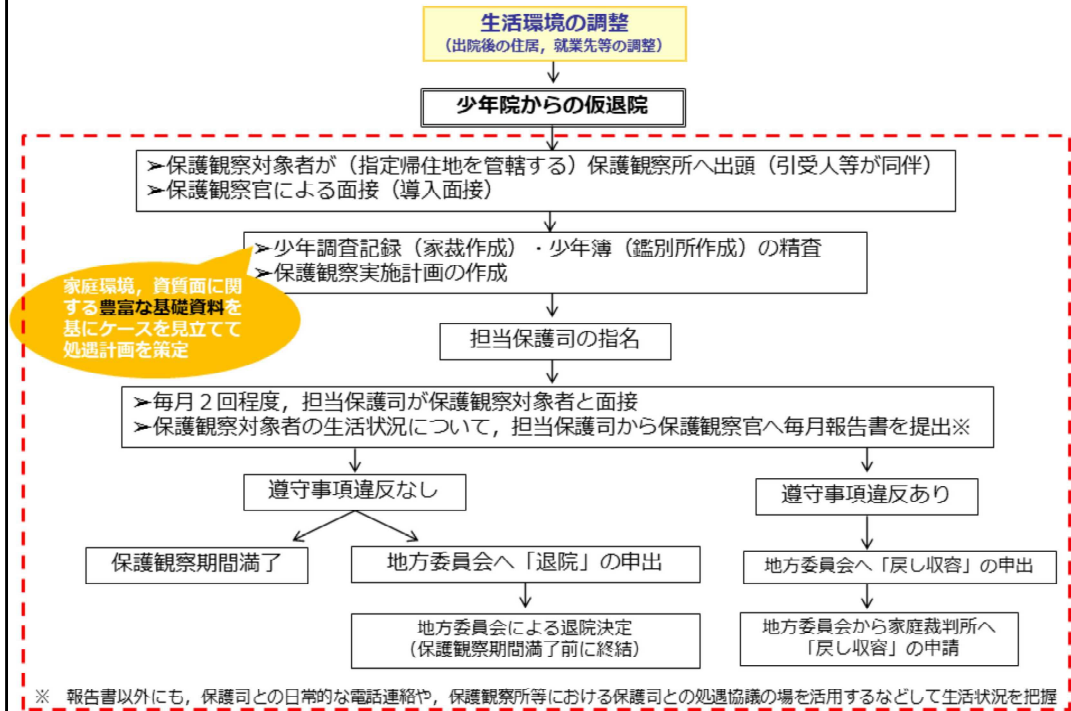 生活環境の調整
（出院後の住居，就業先等の調整）
少年院からの仮退院
➢保護観察対象者が（指定帰住地を管轄する）保護観察所へ出頭（引受人等が同伴）
➢保護観察官による面接（導入面接）
➢少年調査記録（家裁作成）・少年簿（鑑別所作成）の精査
➢保護観察実施計画の作成
家庭環境，資質面に関
する豊富な基礎資料を
基にケースを見立てて
処遇計画を策定
担当保護司の指名
➢毎月２回程度，担当保護司が保護観察対象者と面接
➢保護観察対象者の生活状況について，担当保護司から保護観察官へ毎月報告書を提出※
遵守事項違反なし
遵守事項違反あり
保護観察期間満了
地方委員会へ「退院」の申出
地方委員会へ「戻し収容」の申出
地方委員会による退院決定
（保護観察期間満了前に終結）
地方委員会から家庭裁判所へ
「戻し収容」の申請
※　報告書以外にも，保護司との日常的な電話連絡や，保護観察所等における保護司との処遇協議の場を活用するなどして生活状況を把握